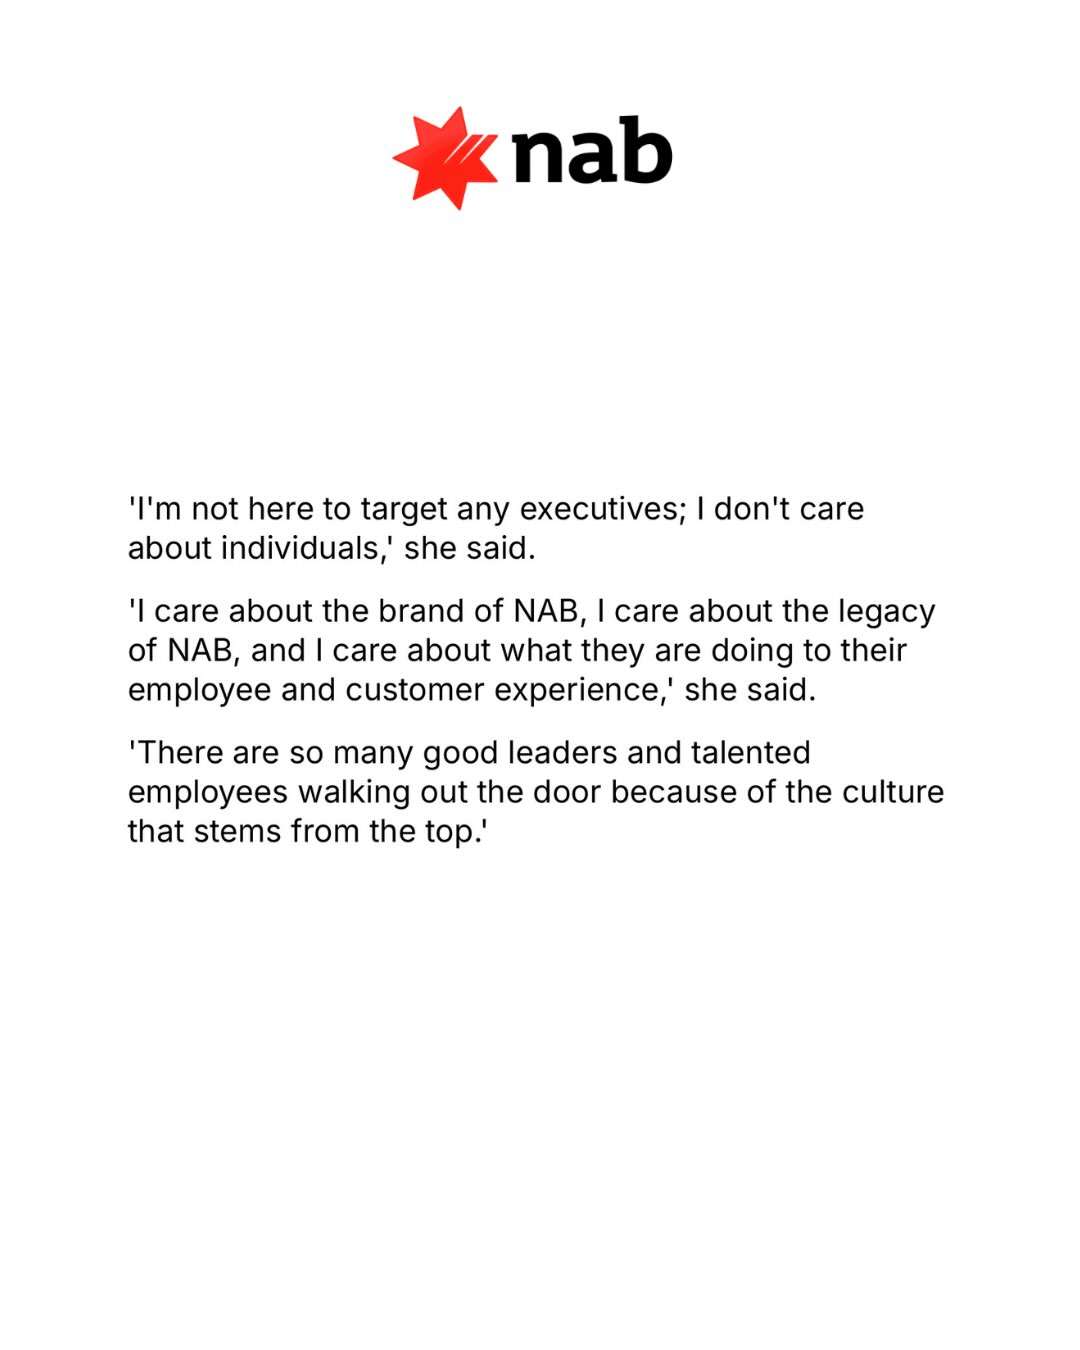 nab
'I'm not here to target any executives; I don't care
about individuals,' she said.
'I care about the brand of NAB, I care about the legacy
of NAB, and I care about what they are doing to their
employee and customer experience,' she said.
'There are so many good leaders and talented
employees walking out the door because of the culture
that stems from the top.'